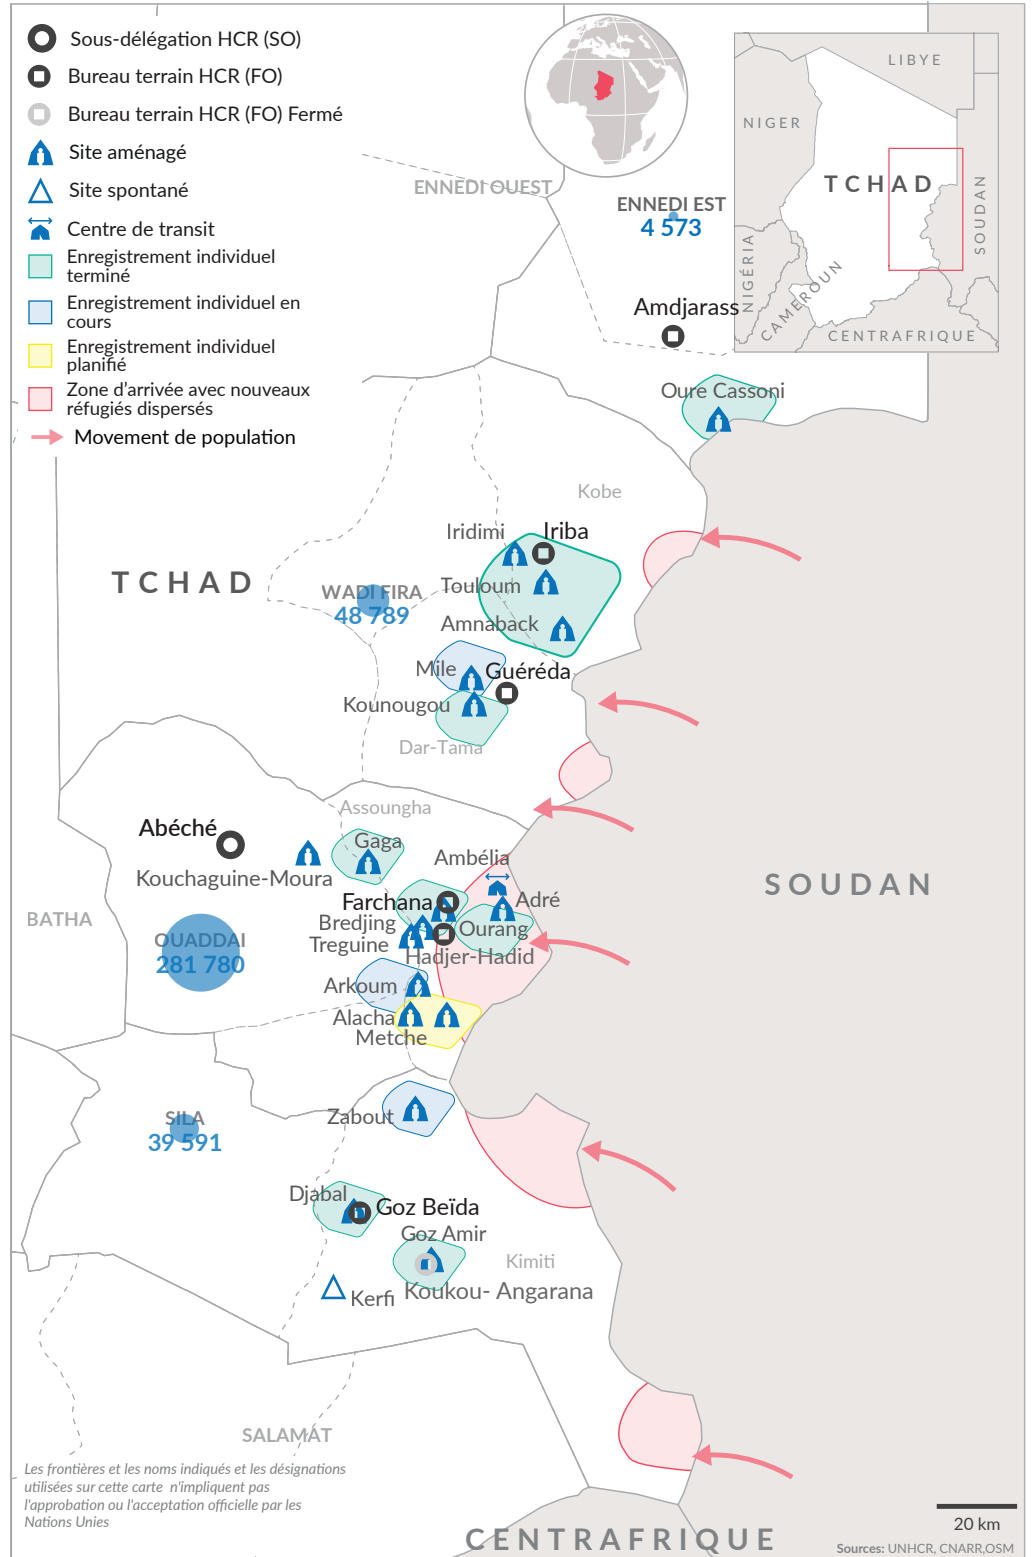 Sous-délégation HCR (SO)
Bureau terrain HCR (FO)
Bureau terrain HCR (FO) Fermé
Site aménagé
Site spontané
Centre de transit
Enregistrement individuel
terminé
Enregistrement individuel en
cours
Enregistrement individuel
planifié
Zone d'arrivée avec nouveaux
réfugiés dispersés
Movement de population
LIBYE
NIGER
TCHAD
SOUDAN
NIGÉRIA
CAMEROUN
CENTRAFRIQUE
ENNEDI OUEST
ENNEDI EST
4 573
Amdjarass
Oure Cassoni
Kobe
Iridimi
Iriba
TCHAD
WADI FIRA
48 789
Touloum
Amnaback
Mile
Guéréda
Kounougou
Dar-Tama
Assoungha
Abéché
Gaga
Kouchaguine-Moura
Ambélia
Adré
SOUDAN
Farchana
BATHA
Bredjing
Ourang
Treguine
OUADDAI
281 780
Hadjer-Hadid
Arkoum
Alacha
Metche
SILA
39 591
Zabout
Djabal
Goz Beïda
Goz Amir
Kimiti
Kerfi
Koukou- Angarana
SALAMAT
Les frontières et les noms indiqués et les désignations
utilisées sur cette carte n'impliquent pas
l'approbation ou l'acceptation officielle par les
Nations Unies
CENTRAFRIQUE
20 km
Sources: UNHCR, CNARR,OSM